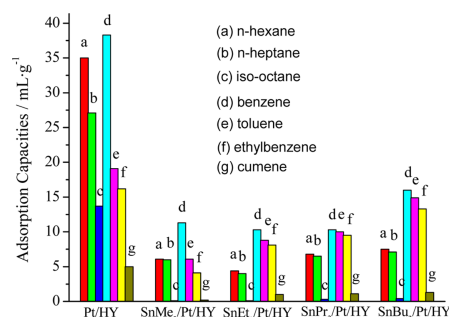 40
35
30
25
20
15
10
5
0
Adsorption Capacities / mL·g⁻¹
(a) n-hexane
(b) n-heptane
(c) iso-octane
(d) benzene
(e) toluene
(f) ethylbenzene
(g) cumene
a b c d e f g
a b c d e f g
a b c d e f g
a b c d e f g
a b c d e f g
Pt/HY SnMe /Pt/HY SnEt /Pt/HY SnPr /Pt/HY SnBu /Pt/HY